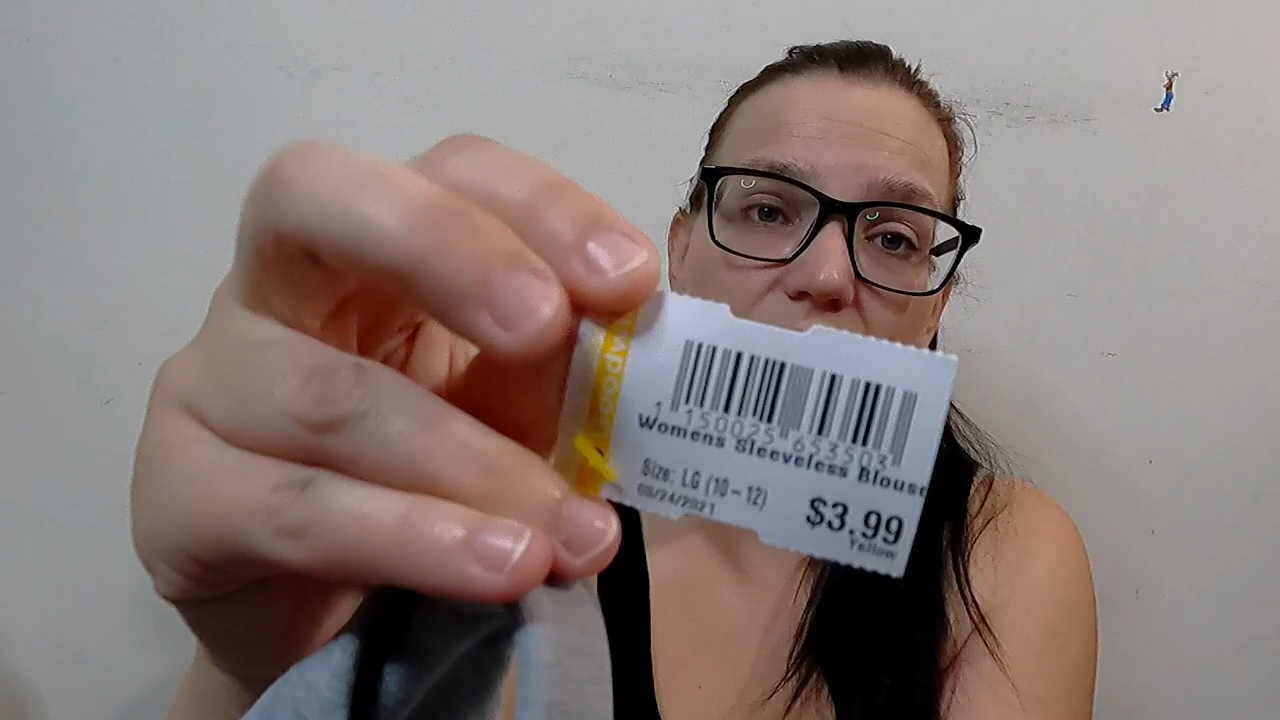 1 150025 653503
Womens Sleeveless Blouse
Size: LG (10-12)
08/24/2021
$3.99
Yellow